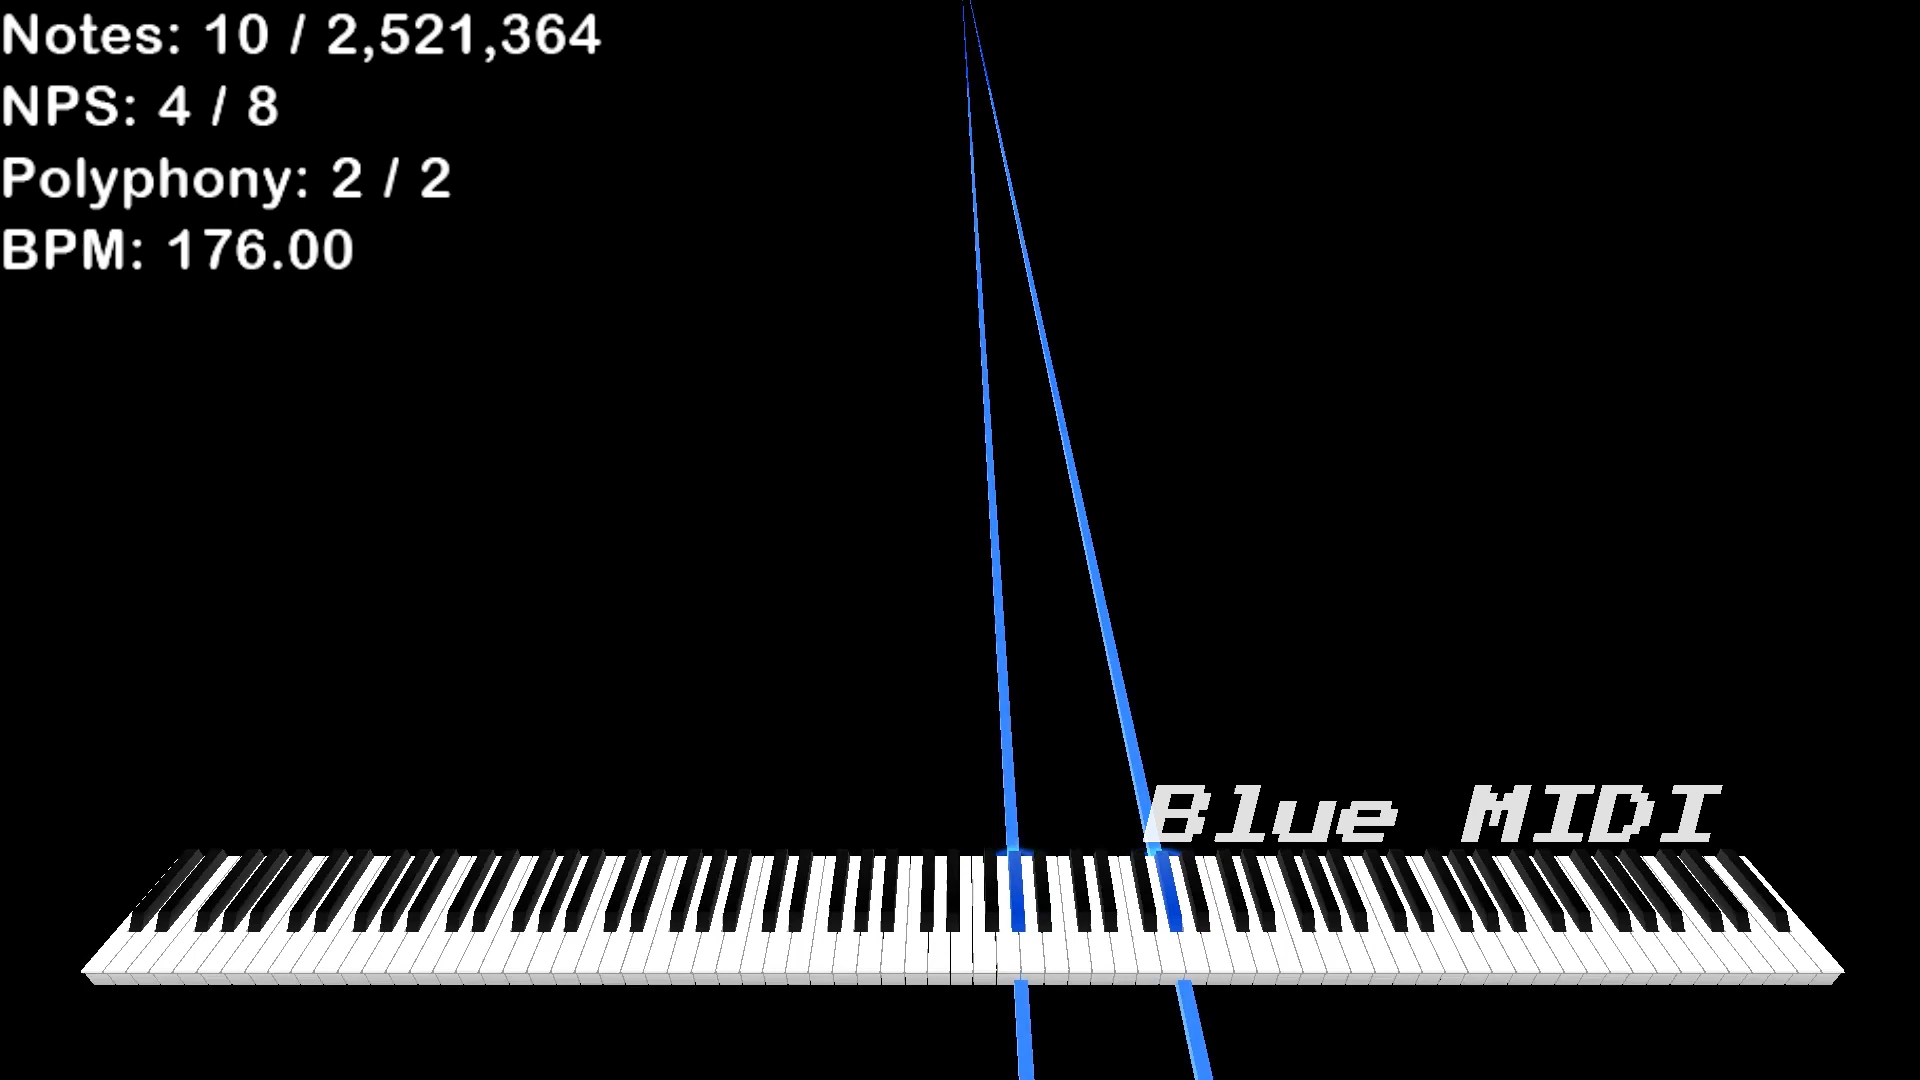 Notes: 10 / 2,521,364
NPS: 4 / 8
Polyphony: 2 / 2
BPM: 176.00
Blue MIDI